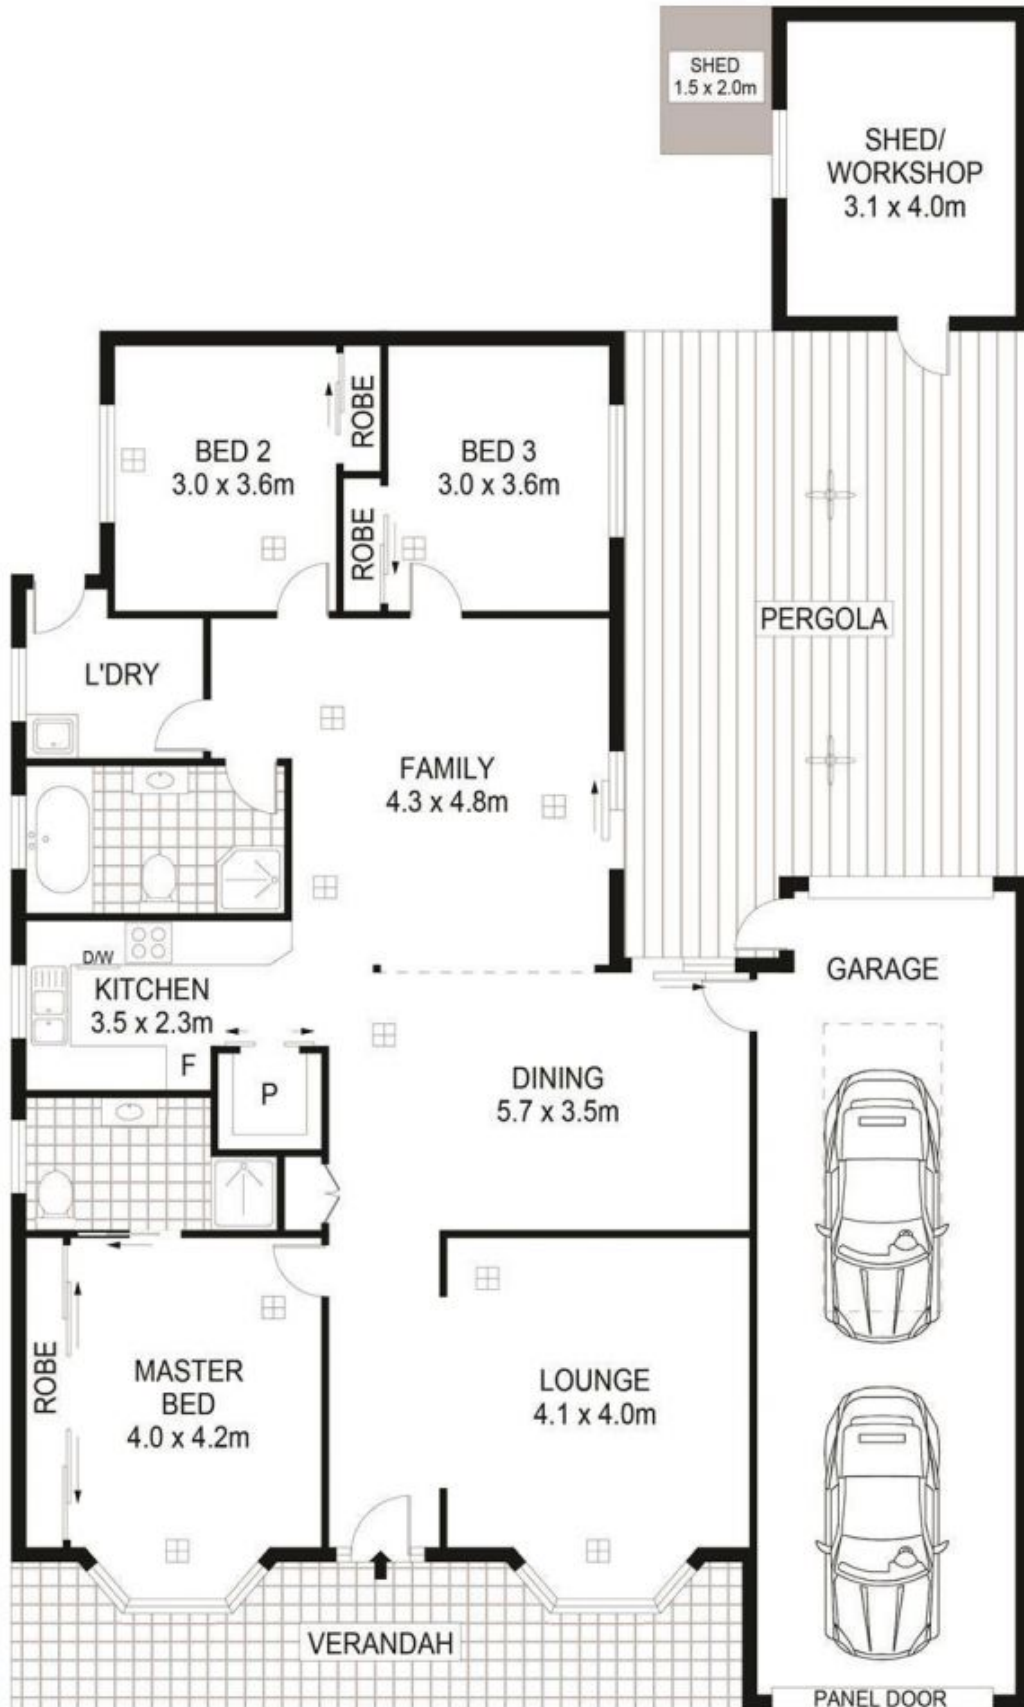 SHED
1.5 x 2.0m
SHED/
WORKSHOP
3.1 x 4.0m
BED 2
3.0 x 3.6m
ROBE
BED 3
3.0 x 3.6m
ROBE
PERGOLA
L'DRY
FAMILY
4.3 x 4.8m
D/W
KITCHEN
3.5 x 2.3m
F
P
GARAGE
DINING
5.7 x 3.5m
ROBE
MASTER
BED
4.0 x 4.2m
LOUNGE
4.1 x 4.0m
VERANDAH
PANEL DOOR